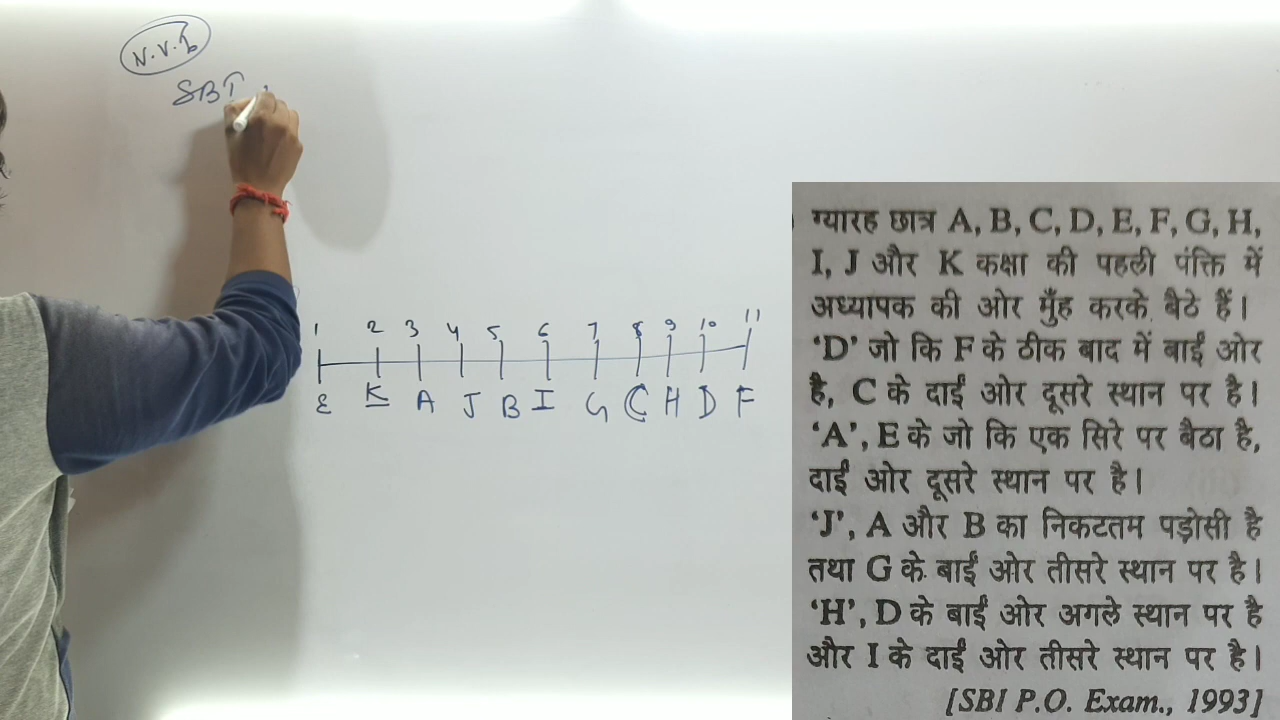 N.V.
SBI
1 2 3 4 5 6 7 8 9 10 11
E K A J B I G C H D F
ग्यारह छात्र A, B, C, D, E, F, G, H,
I, J और K कक्षा की पहली पंक्ति में
अध्यापक की ओर मुँह करके बैठे हैं।
'D' जो कि F के ठीक बाद में बाईं ओर
है, C के दाईं ओर दूसरे स्थान पर है।
'A', E के जो कि एक सिरे पर बैठा है,
दाईं ओर दूसरे स्थान पर है।
'J', A और B का निकटतम पड़ोसी है
तथा G के बाईं ओर तीसरे स्थान पर है।
'H', D के बाईं ओर अगले स्थान पर है
और I के दाईं ओर तीसरे स्थान पर है।
[SBI P.O. Exam., 1993]